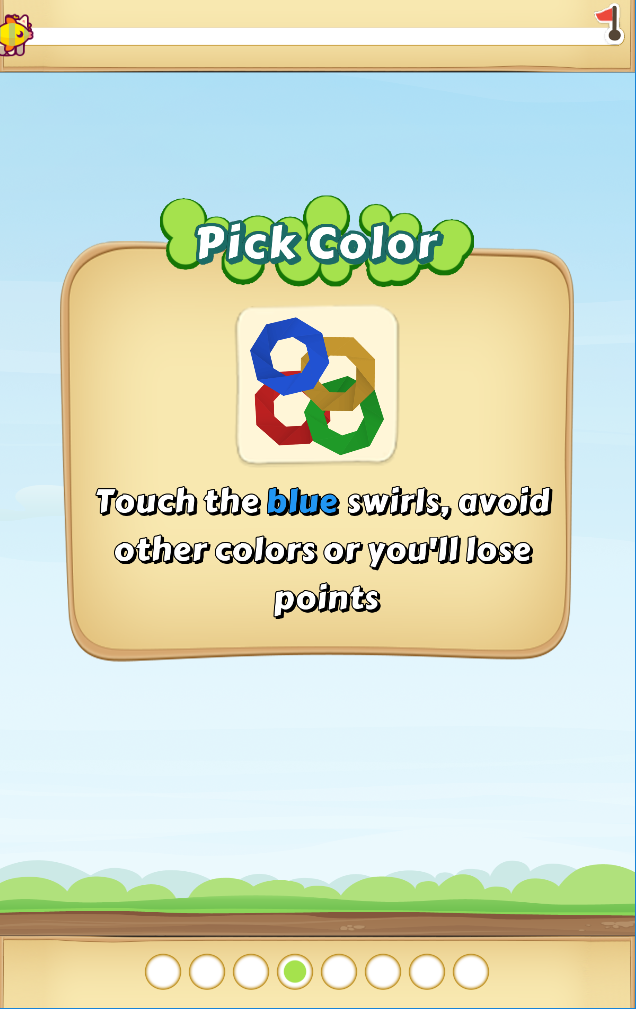 Pick Color
Touch the blue swirls, avoid
other colors or you'll lose
points